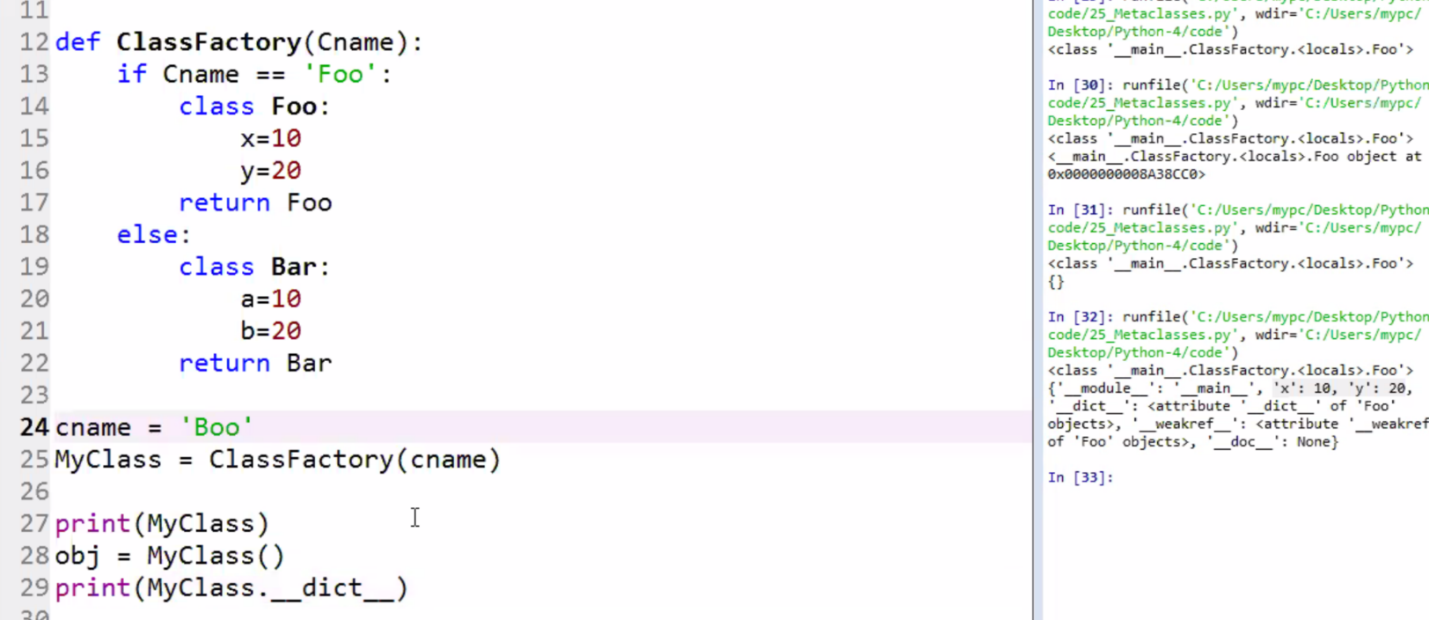 11
12 def ClassFactory(Cname):
13     if Cname == 'Foo':
14         class Foo:
15             x=10
16             y=20
17         return Foo
18     else:
19         class Bar:
20             a=10
21             b=20
22         return Bar
23
24 cname = 'Boo'
25 MyClass = ClassFactory(cname)
26
27 print(MyClass)
28 obj = MyClass()
29 print(MyClass.__dict__)
30
code/25_Metaclasses.py', wdir='C:/Users/mypc/
Desktop/Python-4/code')
<class '__main__.ClassFactory.<locals>.Foo'>
In [30]: runfile('C:/Users/mypc/Desktop/Python
code/25_Metaclasses.py', wdir='C:/Users/mypc/
Desktop/Python-4/code')
<class '__main__.ClassFactory.<locals>.Foo'>
<__main__.ClassFactory.<locals>.Foo object at
0x0000000008A38CC0>
In [31]: runfile('C:/Users/mypc/Desktop/Python
code/25_Metaclasses.py', wdir='C:/Users/mypc/
Desktop/Python-4/code')
<class '__main__.ClassFactory.<locals>.Foo'>
{}
In [32]: runfile('C:/Users/mypc/Desktop/Python
code/25_Metaclasses.py', wdir='C:/Users/mypc/
Desktop/Python-4/code')
<class '__main__.ClassFactory.<locals>.Foo'>
{'__module__': '__main__', 'x': 10, 'y': 20,
'__dict__': <attribute '__dict__' of 'Foo'
objects>, '__weakref__': <attribute '__weakref
of 'Foo' objects>, '__doc__': None}
In [33]: